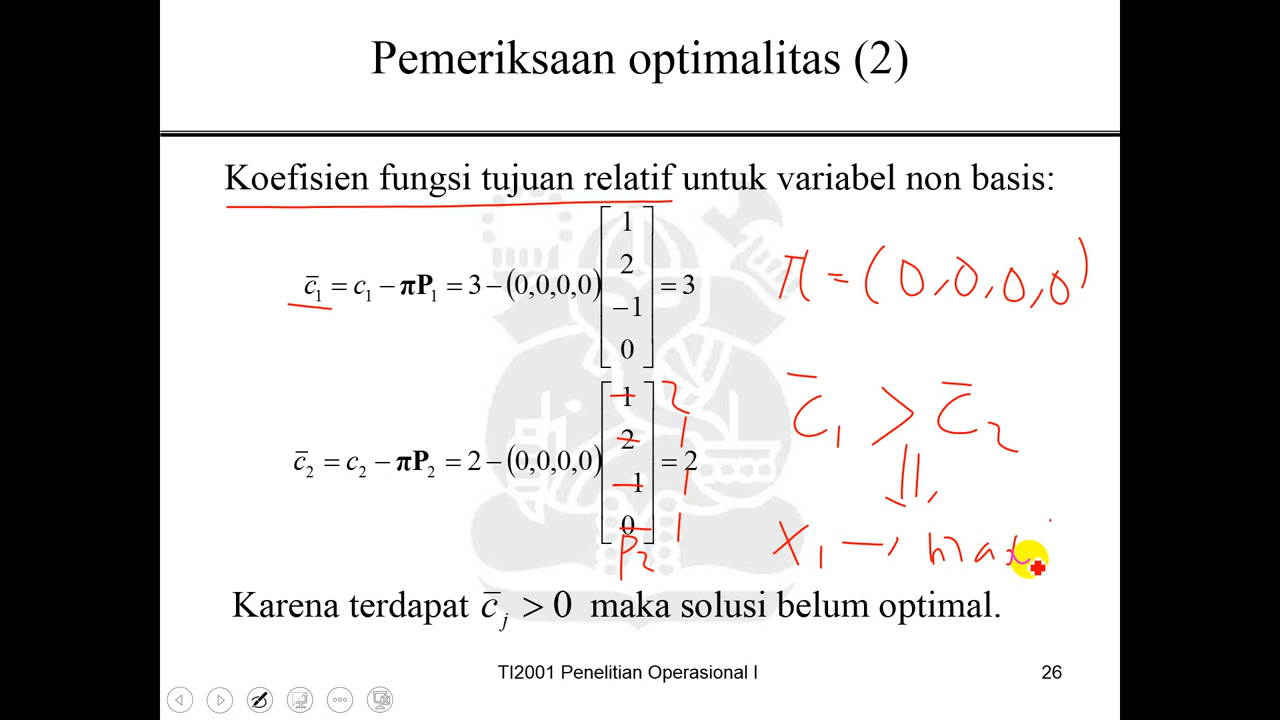 Pemeriksaan optimalitas (2)
Koefisien fungsi tujuan relatif untuk variabel non basis:
c̄₁ = c₁ − πP₁ = 3 − (0,0,0,0) [1 2 −1 0] = 3
π = (0,0,0,0)
c̄₂ = c₂ − πP₂ = 2 − (0,0,0,0) [1 2 −1 0] = 2
2 1 1 1
P₂
c̄₁ > c̄₂
x₁ → max
Karena terdapat c̄ⱼ > 0 maka solusi belum optimal.
TI2001 Penelitian Operasional I
26